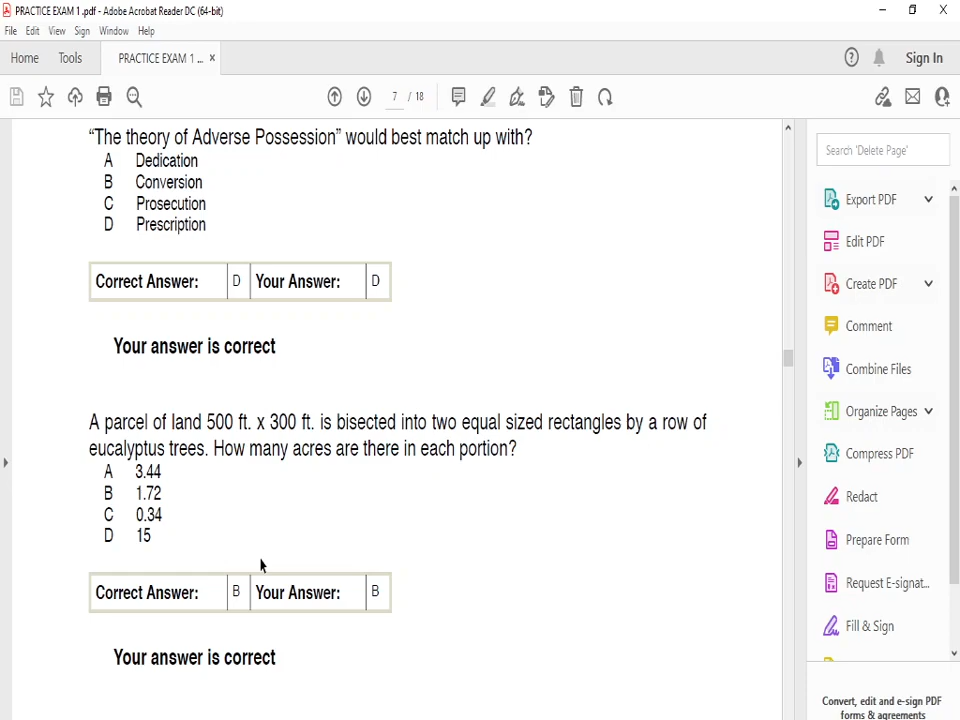 PRACTICE EXAM 1 .pdf - Adobe Acrobat Reader DC (64-bit)
File Edit View Sign Window Help
Home Tools PRACTICE EXAM 1 ... × Sign In
7 / 18
“The theory of Adverse Possession” would best match up with?
A Dedication
B Conversion
C Prosecution
D Prescription
Correct Answer: D Your Answer: D
Your answer is correct
A parcel of land 500 ft. x 300 ft. is bisected into two equal sized rectangles by a row of
eucalyptus trees. How many acres are there in each portion?
A 3.44
B 1.72
C 0.34
D 15
Correct Answer: B Your Answer: B
Your answer is correct
Search 'Delete Page'
Export PDF
Edit PDF
Create PDF
Comment
Combine Files
Organize Pages
Compress PDF
Redact
Prepare Form
Request E-signat...
Fill & Sign
Convert, edit and e-sign PDF
forms & agreements